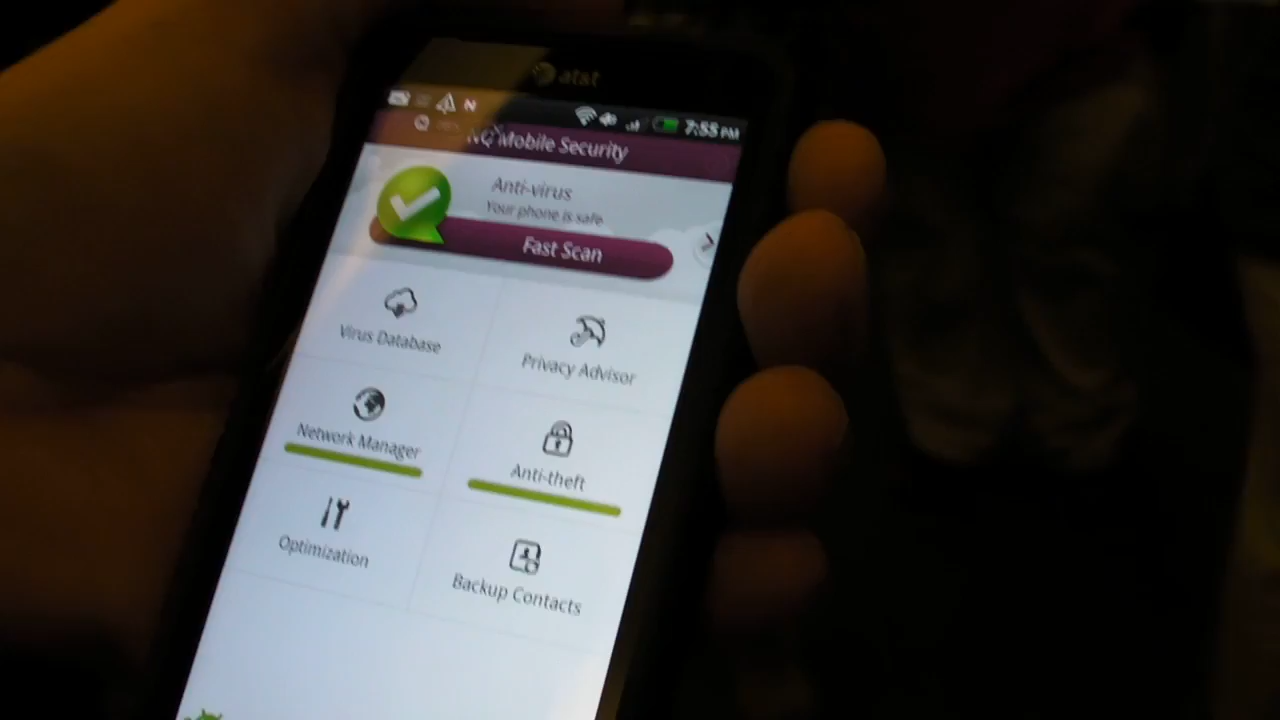 at&t
7:55 PM
NQ Mobile Security
Anti-virus
Your phone is safe
Fast Scan
Virus Database
Privacy Advisor
Network Manager
Anti-theft
Optimization
Backup Contacts